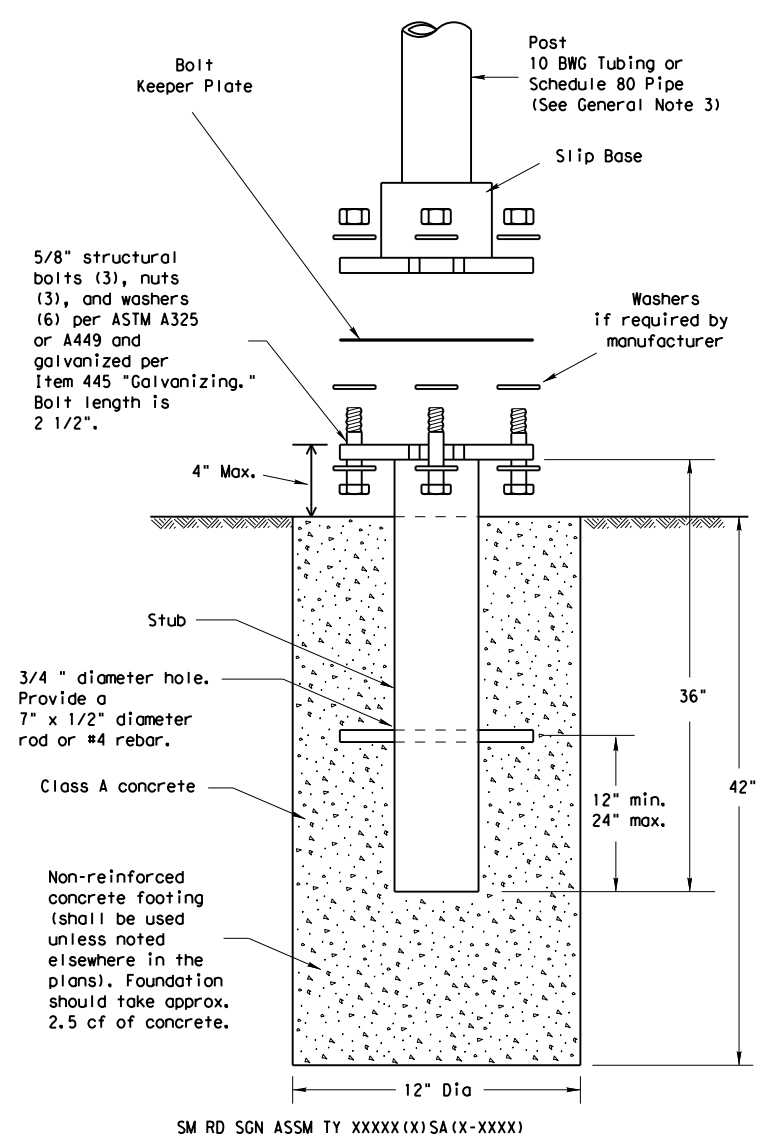 Post
10 BWG Tubing or
Schedule 80 Pipe
(See General Note 3)
Bolt
Keeper Plate
Slip Base
5/8" structural
bolts (3), nuts
(3), and washers
(6) per ASTM A325
or A449 and
galvanized per
Item 445 "Galvanizing."
Bolt length is
2 1/2".
Washers
if required by
manufacturer
4" Max.
Stub
3/4 " diameter hole.
Provide a
7" x 1/2" diameter
rod or #4 rebar.
36"
Class A concrete
42"
12" min.
24" max.
Non-reinforced
concrete footing
(shall be used
unless noted
elsewhere in the
plans). Foundation
should take approx.
2.5 cf of concrete.
12" Dia
SM RD SGN ASSM TY XXXXX(X)SA(X-XXXX)